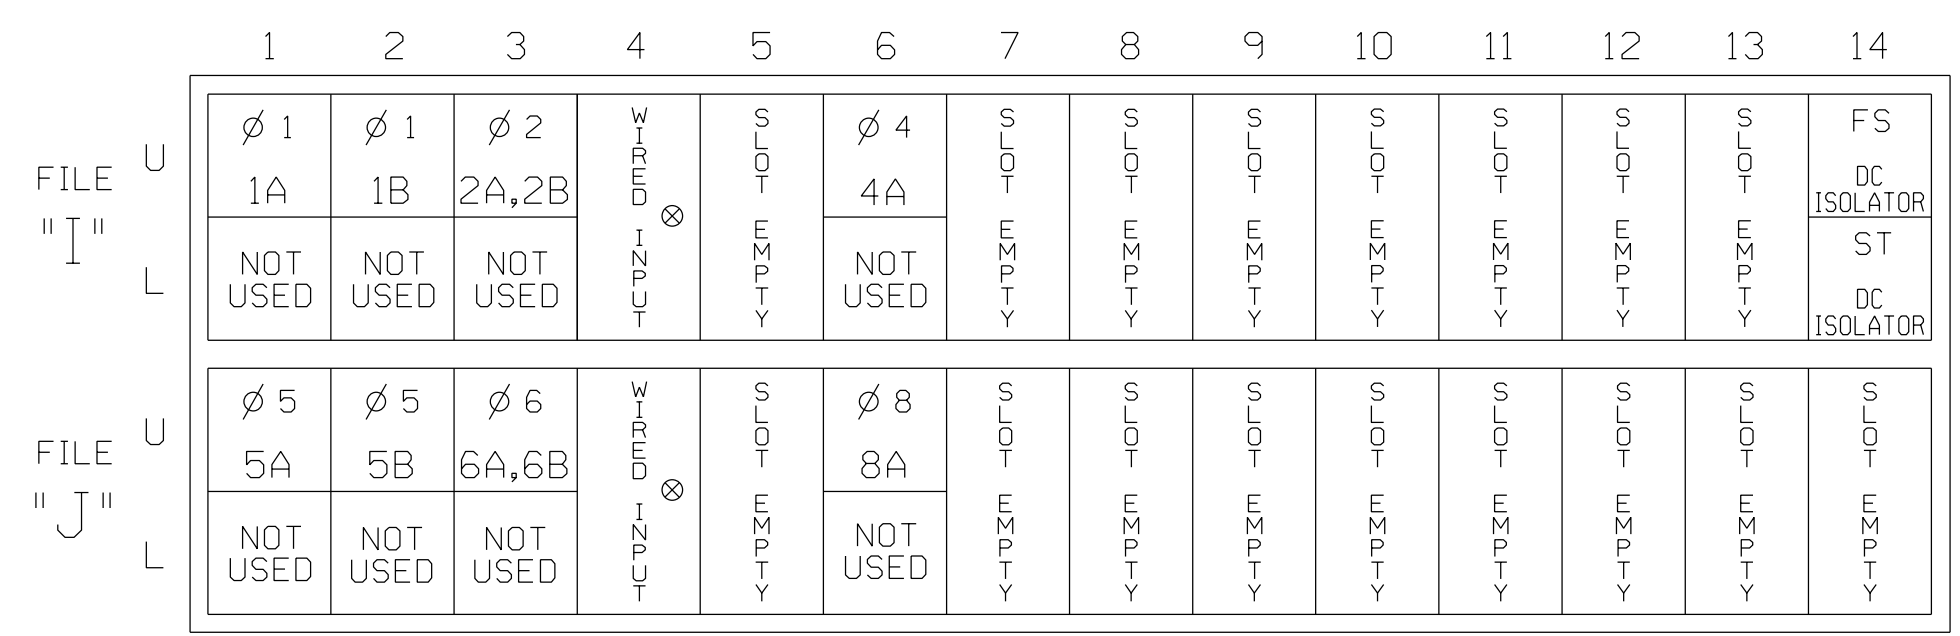 1 2 3 4 5 6 7 8 9 10 11 12 13 14
FILE "I"
U
L
Ø 1
1A
NOT
USED
Ø 1
1B
NOT
USED
Ø 2
2A,2B
NOT
USED
WIRED INPUT
SLOT EMPTY
Ø 4
4A
NOT
USED
SLOT EMPTY
SLOT EMPTY
SLOT EMPTY
SLOT EMPTY
SLOT EMPTY
SLOT EMPTY
SLOT EMPTY
FS
DC
ISOLATOR
ST
DC
ISOLATOR
FILE "J"
U
L
Ø 5
5A
NOT
USED
Ø 5
5B
NOT
USED
Ø 6
6A,6B
NOT
USED
WIRED INPUT
SLOT EMPTY
Ø 8
8A
NOT
USED
SLOT EMPTY
SLOT EMPTY
SLOT EMPTY
SLOT EMPTY
SLOT EMPTY
SLOT EMPTY
SLOT EMPTY
SLOT EMPTY